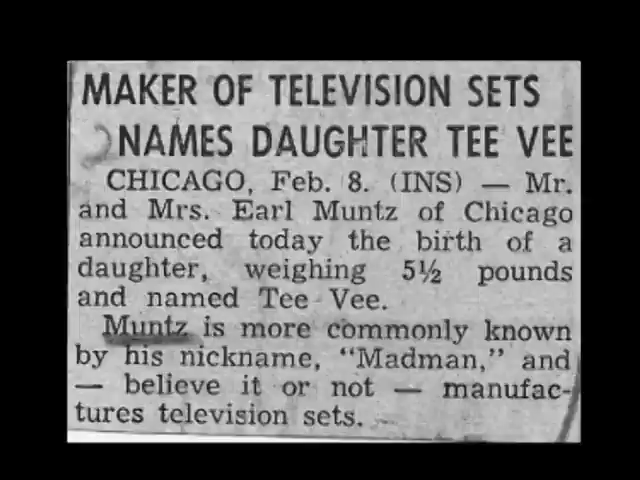 MAKER OF TELEVISION SETS
NAMES DAUGHTER TEE VEE
CHICAGO, Feb. 8. (INS) — Mr.
and Mrs. Earl Muntz of Chicago
announced today the birth of a
daughter, weighing 5½ pounds
and named Tee Vee.
Muntz is more commonly known
by his nickname, “Madman,” and
— believe it or not — manufac-
tures television sets.